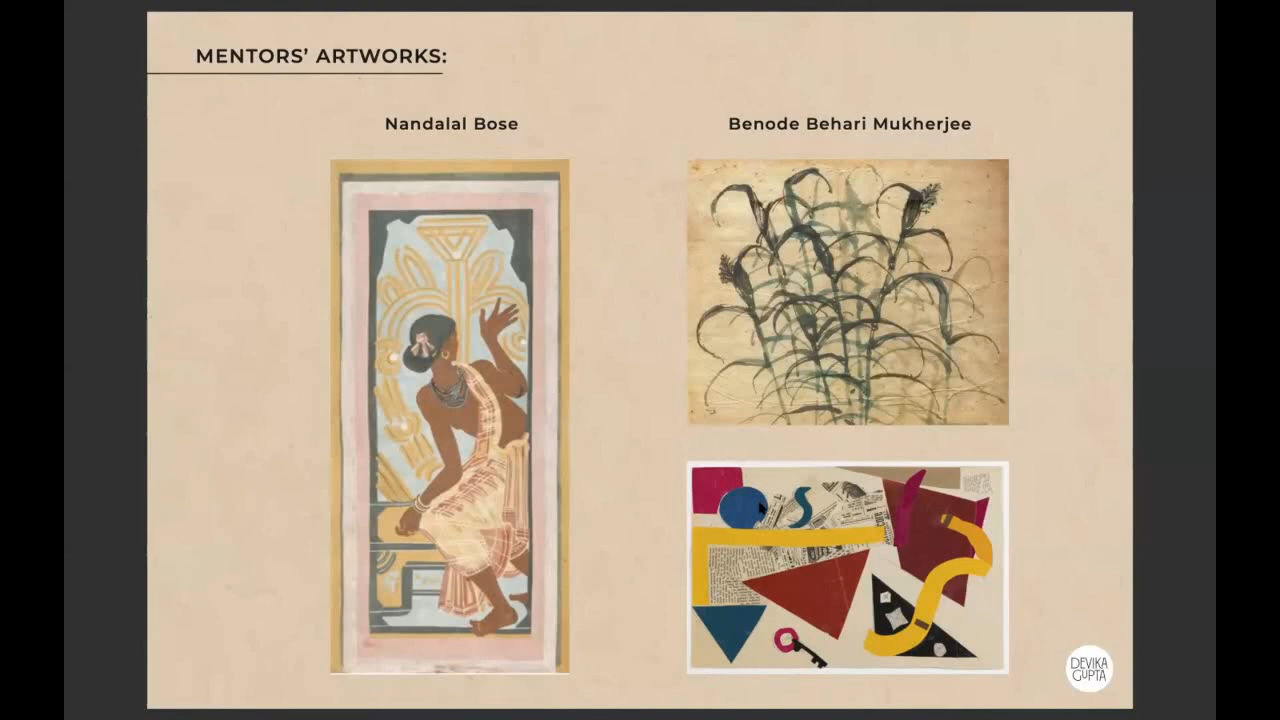 MENTORS’ ARTWORKS:
Nandalal Bose
Benode Behari Mukherjee
DEVIKA
GUPTA